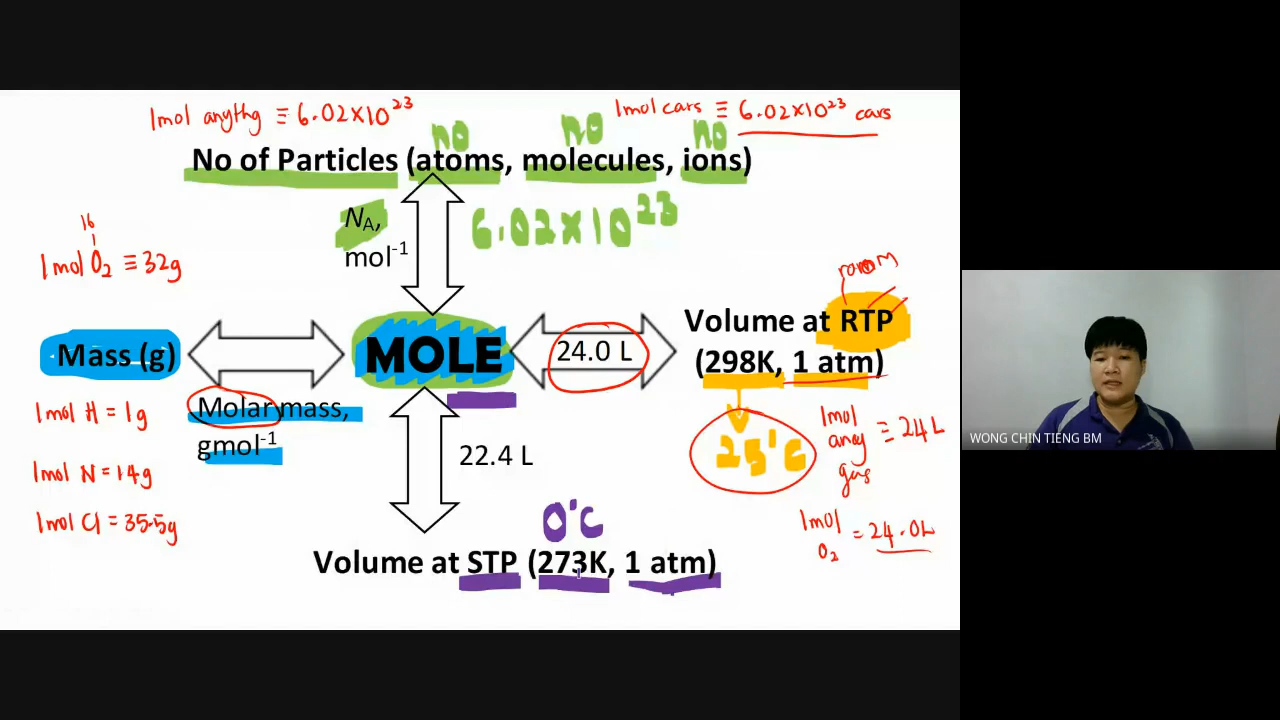 1mol anythg ≡ 6.02×10²³
1mol cars ≡ 6.02×10²³ cars
no no no
No of Particles (atoms, molecules, ions)
N_A,
mol⁻¹
6.02×10²³
16
1mol O₂ ≡ 32g
room
Volume at RTP
(298K, 1 atm)
Mass (g)
MOLE
24.0 L
Molar mass,
gmol⁻¹
1mol H = 1g
1mol N = 14g
1mol Cl = 35.5g
22.4 L
25°C
1mol
any
gas
≡ 24L
1mol
O₂
= 24.0L
0°C
Volume at STP (273K, 1 atm)
WONG CHIN TIENG BM